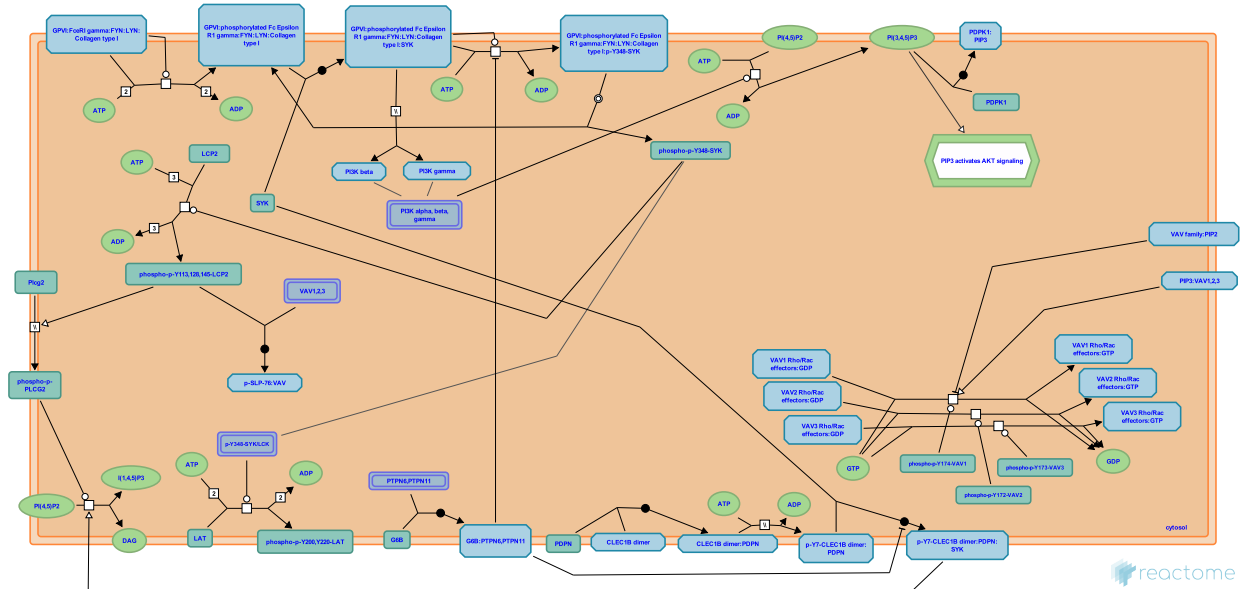 GPVI:FceRI gamma:FYN:LYN:
Collagen type I
GPVI:phosphorylated Fc Epsilon
R1 gamma:FYN:LYN:Collagen
type I
GPVI:phosphorylated Fc Epsilon
R1 gamma:FYN:LYN:Collagen
type I:SYK
GPVI:phosphorylated Fc Epsilon
R1 gamma:FYN:LYN:Collagen
type I:p-Y348-SYK
PI(4,5)P2
PI(3,4,5)P3
PDPK1:
PIP3
ATP
2
2
ADP
ATP
ADP
ATP
ADP
PDPK1
\\
PI3K beta
PI3K gamma
PI3K alpha, beta,
gamma
phospho-p-Y348-SYK
PIP3 activates AKT signaling
ATP
LCP2
3
SYK
3
ADP
phospho-p-Y113,128,145-LCP2
Plcg2
\\
VAV1,2,3
phospho-p-
PLCG2
p-SLP-76:VAV
VAV family:PIP2
PIP3:VAV1,2,3
VAV1 Rho/Rac
effectors:GDP
VAV2 Rho/Rac
effectors:GDP
VAV3 Rho/Rac
effectors:GDP
VAV1 Rho/Rac
effectors:GTP
VAV2 Rho/Rac
effectors:GTP
VAV3 Rho/Rac
effectors:GTP
GTP
GDP
phospho-p-Y174-VAV1
phospho-p-Y173-VAV3
phospho-p-Y172-VAV2
p-Y348-SYK/LCK
ATP
ADP
2
2
LAT
phospho-p-Y200,Y220-LAT
PI(4,5)P2
I(1,4,5)P3
DAG
PTPN6,PTPN11
G6B
G6B:PTPN6,PTPN11
PDPN
CLEC1B dimer
CLEC1B dimer:PDPN
ATP
ADP
\\
p-Y7-CLEC1B dimer:
PDPN
p-Y7-CLEC1B dimer:PDPN:
SYK
cytosol
reactome